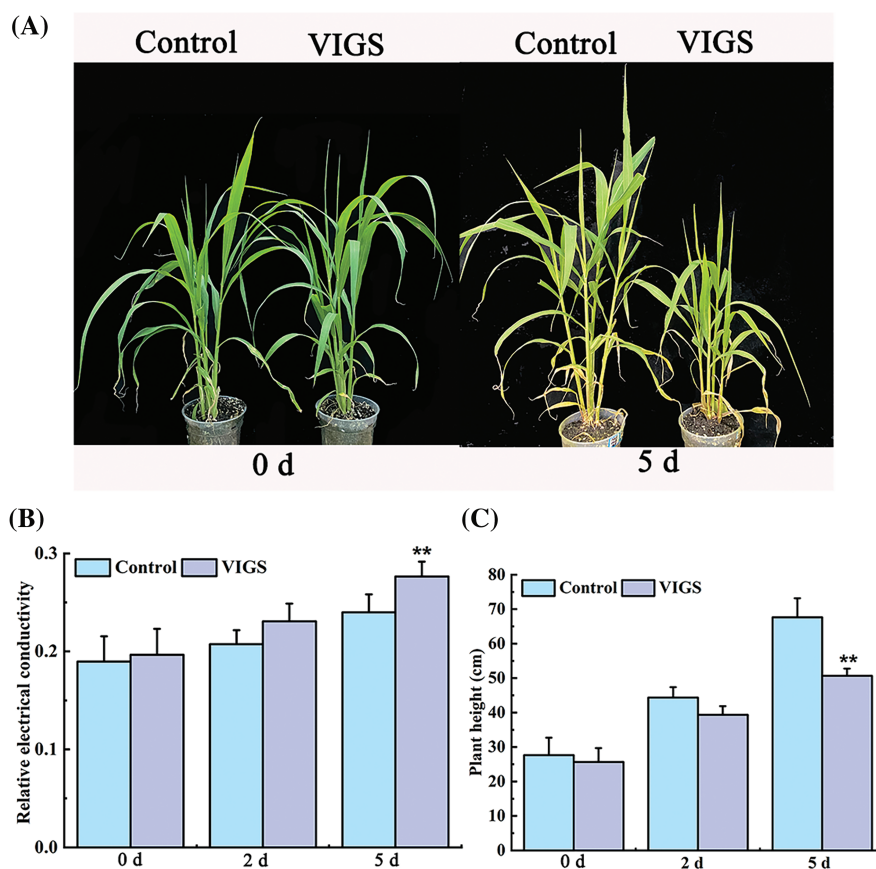 (A)
Control VIGS Control VIGS
0 d 5 d
(B)
0.3
0.2
0.1
0.0
Relative electrical conductivity
Control VIGS
**
0 d 2 d 5 d
(C)
80
70
60
50
40
30
20
10
0
Plant height (cm)
Control VIGS
**
0 d 2 d 5 d